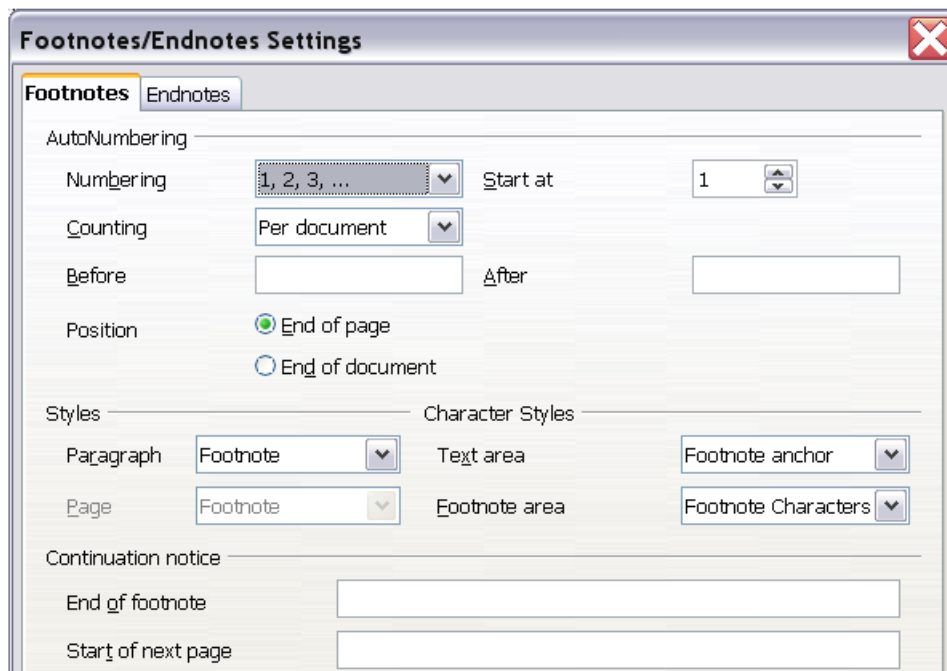 Footnotes/Endnotes Settings
Footnotes Endnotes
AutoNumbering
Numbering 1, 2, 3, ... Start at 1
Counting Per document
Before After
Position End of page
End of document
Styles Character Styles
Paragraph Footnote Text area Footnote anchor
Page Footnote Footnote area Footnote Characters
Continuation notice
End of footnote
Start of next page